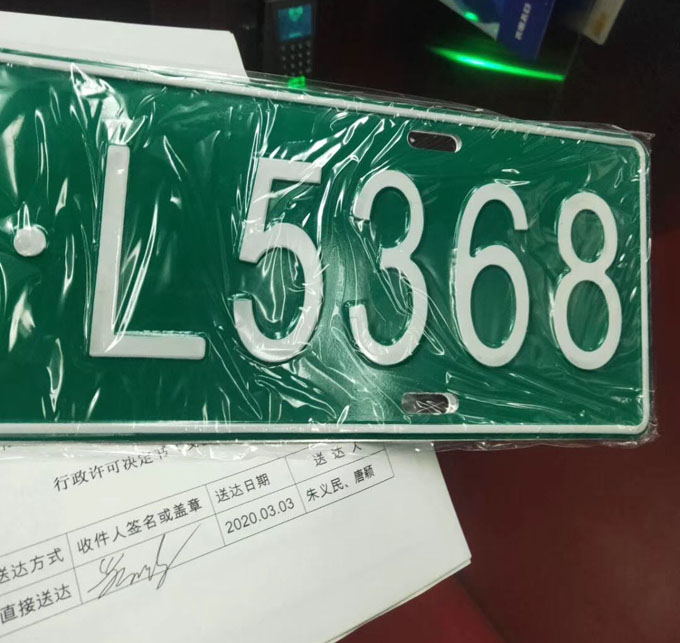 ·L5368
行政许可决定书
送达方式 收件人签名或盖章 送达日期 送达人
直接送达 2020.03.03 朱义民、唐颖